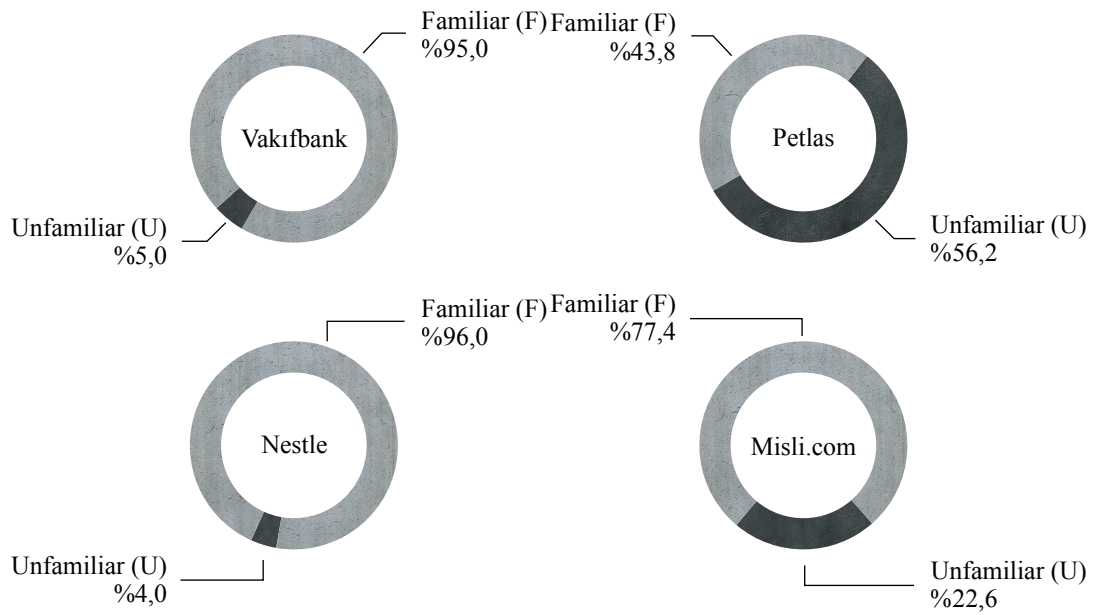 Familiar (F)
%95,0
Vakıfbank
Unfamiliar (U)
%5,0
Familiar (F)
%43,8
Petlas
Unfamiliar (U)
%56,2
Familiar (F)
%96,0
Nestle
Unfamiliar (U)
%4,0
Familiar (F)
%77,4
Misli.com
Unfamiliar (U)
%22,6